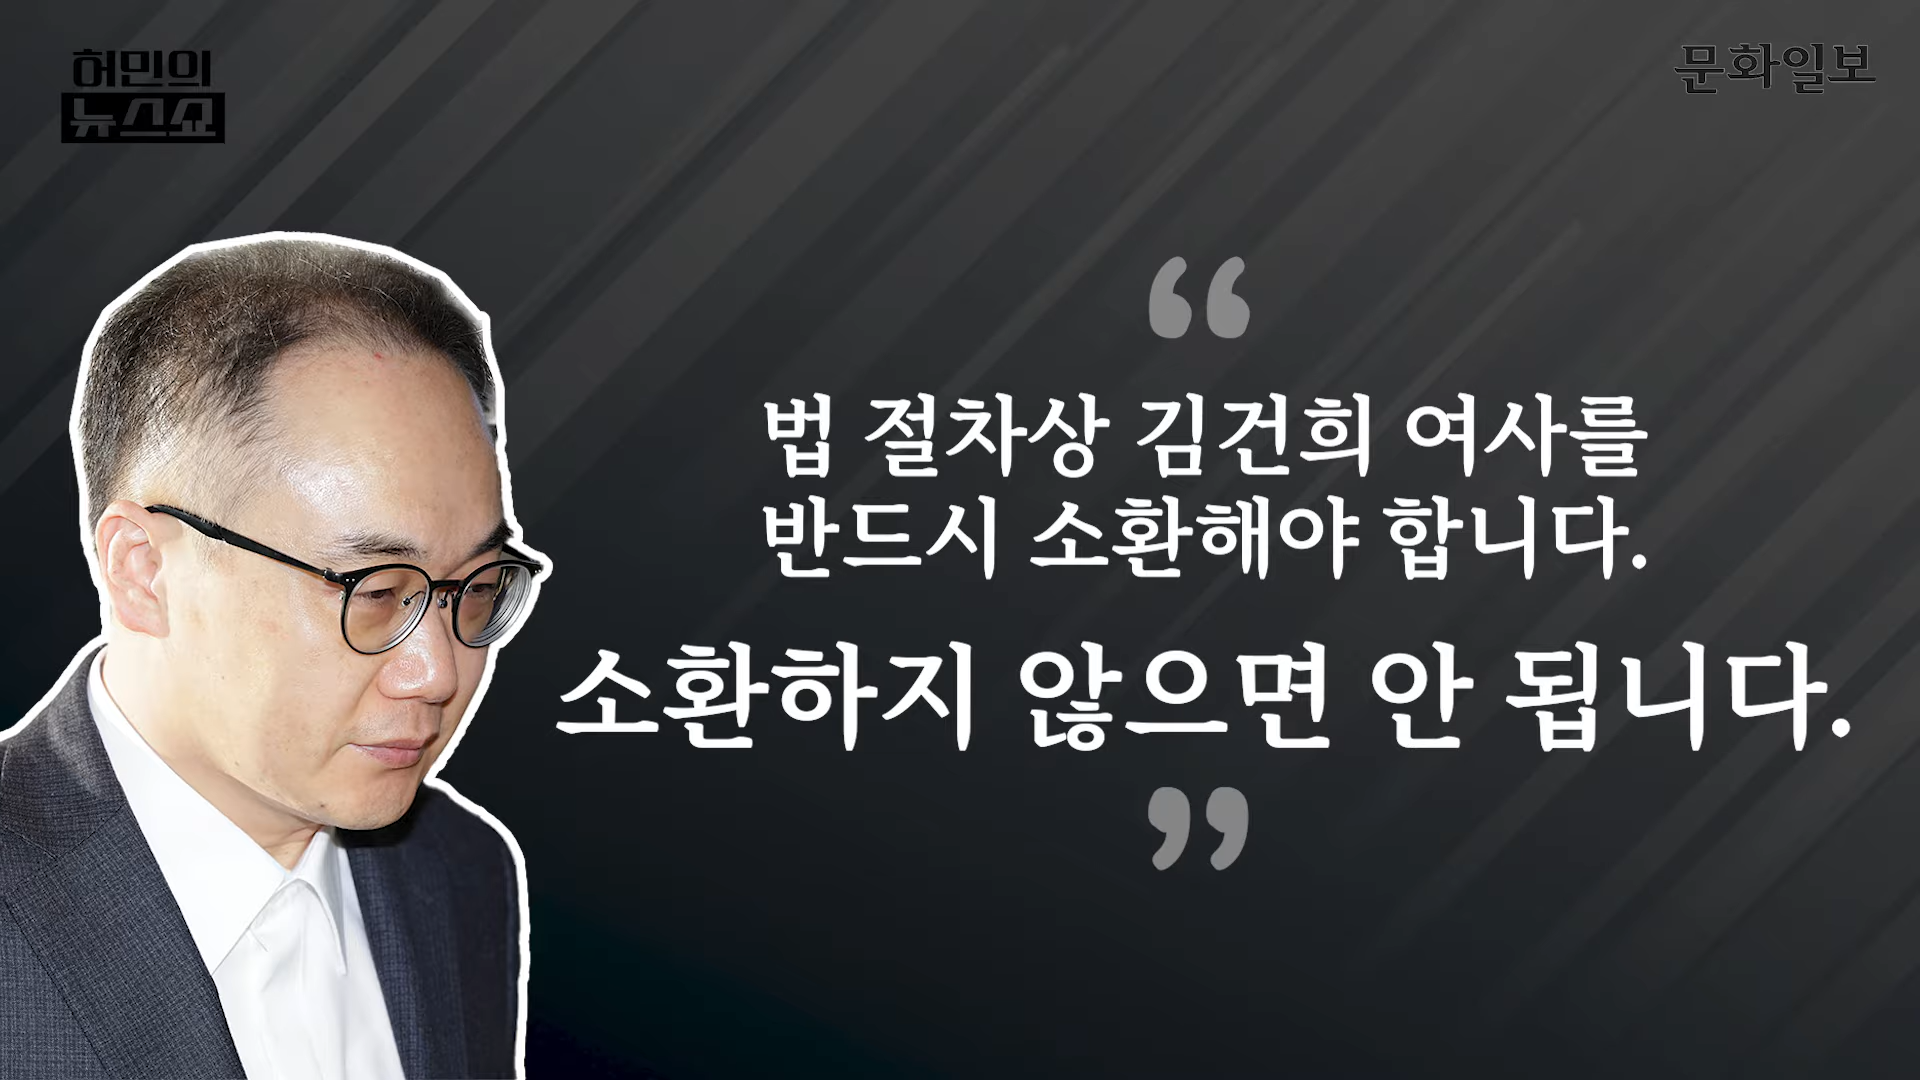 허민의
뉴스쇼
문화일보
“
법 절차상 김건희 여사를
반드시 소환해야 합니다.
소환하지 않으면 안 됩니다.
”